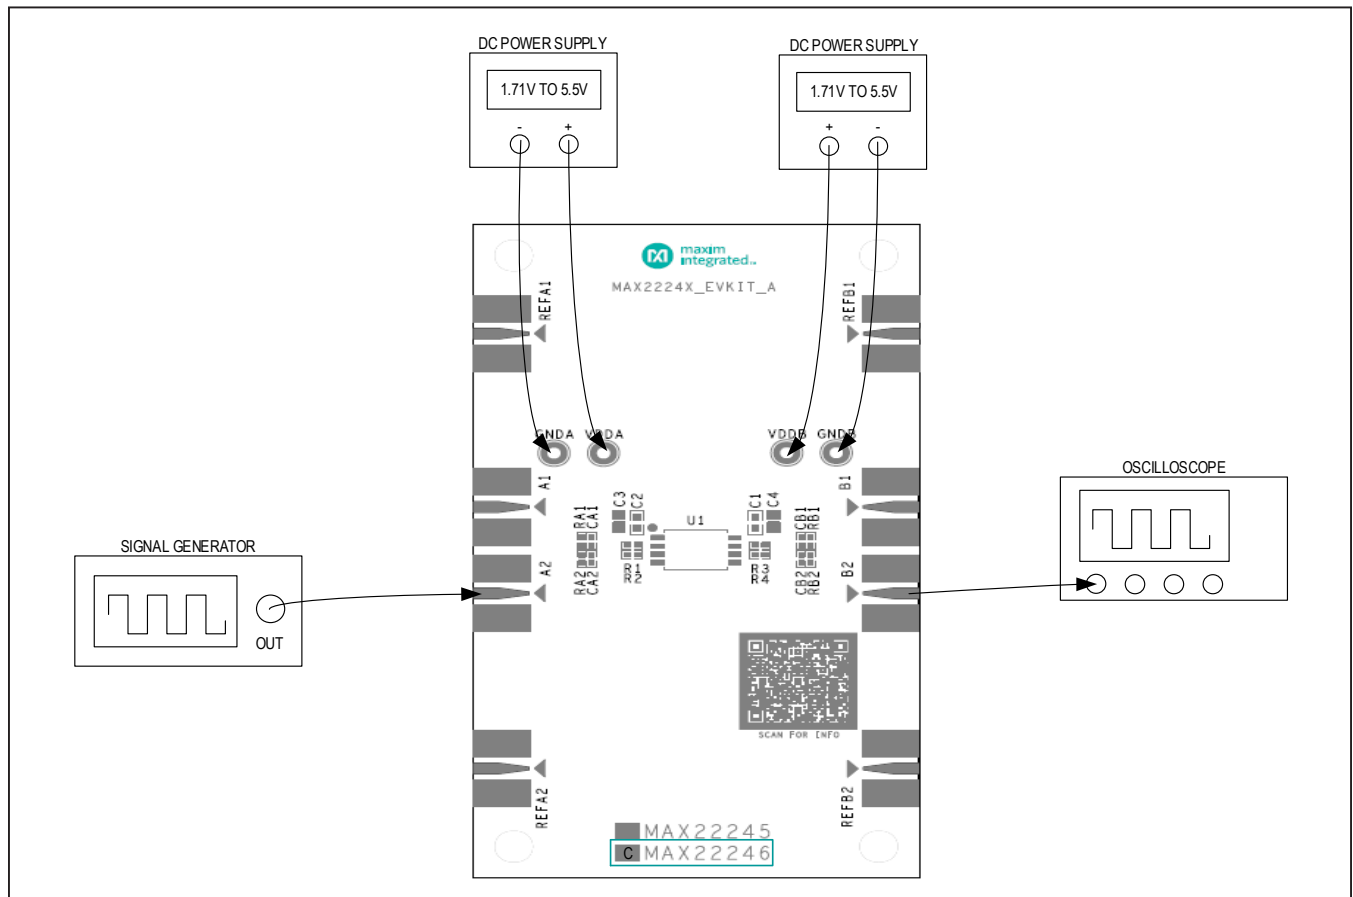 DC POWER SUPPLY
1.71V TO 5.5V
- +
DC POWER SUPPLY
1.71V TO 5.5V
+ -
maxim
integrated™
MAX2224X_EVKIT_A
REFA1
REFB1
GNDA VDDA
VDDB GNDB
A1
B1
RA1
CA1
C3
C2
U1
C1
C4
CB1
RB1
SIGNAL GENERATOR
OUT
OSCILLOSCOPE
A2
B2
RA2
CA2
R1
R2
R3
R4
CB2
RB2
SCAN FOR INFO
REFA2
REFB2
MAX22245
C MAX22246